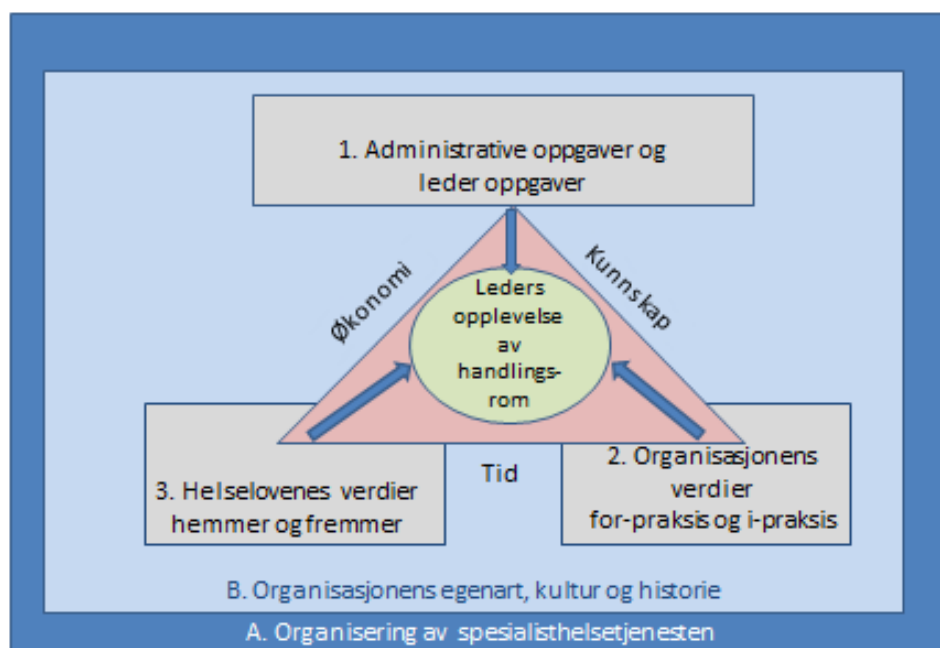 1. Administrative oppgaver og
leder oppgaver
Økonomi
Kunnskap
Leders
opplevelse
av
handlings-
rom
Tid
3. Helselovenes verdier
hemmer og fremmer
2. Organisasjonens
verdier
for-praksis og i-praksis
B. Organisasjonens egenart, kultur og historie
A. Organisering av spesialisthelsetjenesten